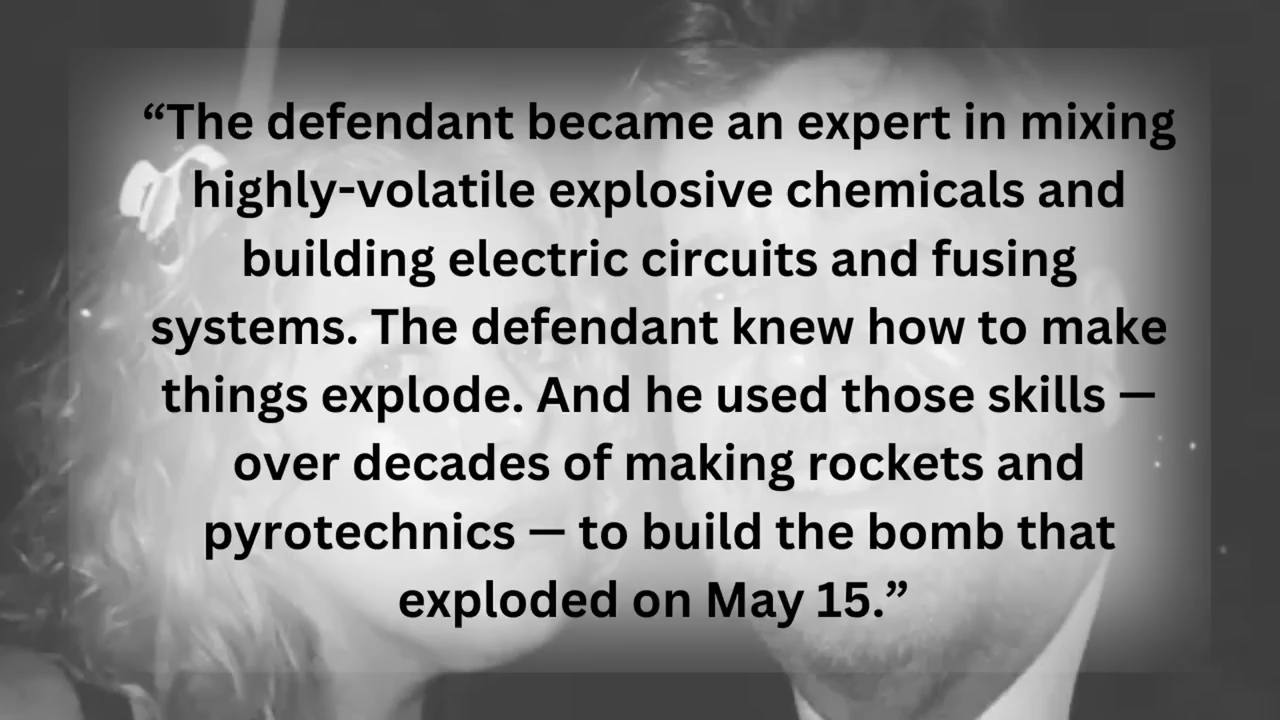 “The defendant became an expert in mixing
highly-volatile explosive chemicals and
building electric circuits and fusing
systems. The defendant knew how to make
things explode. And he used those skills —
over decades of making rockets and
pyrotechnics — to build the bomb that
exploded on May 15.”